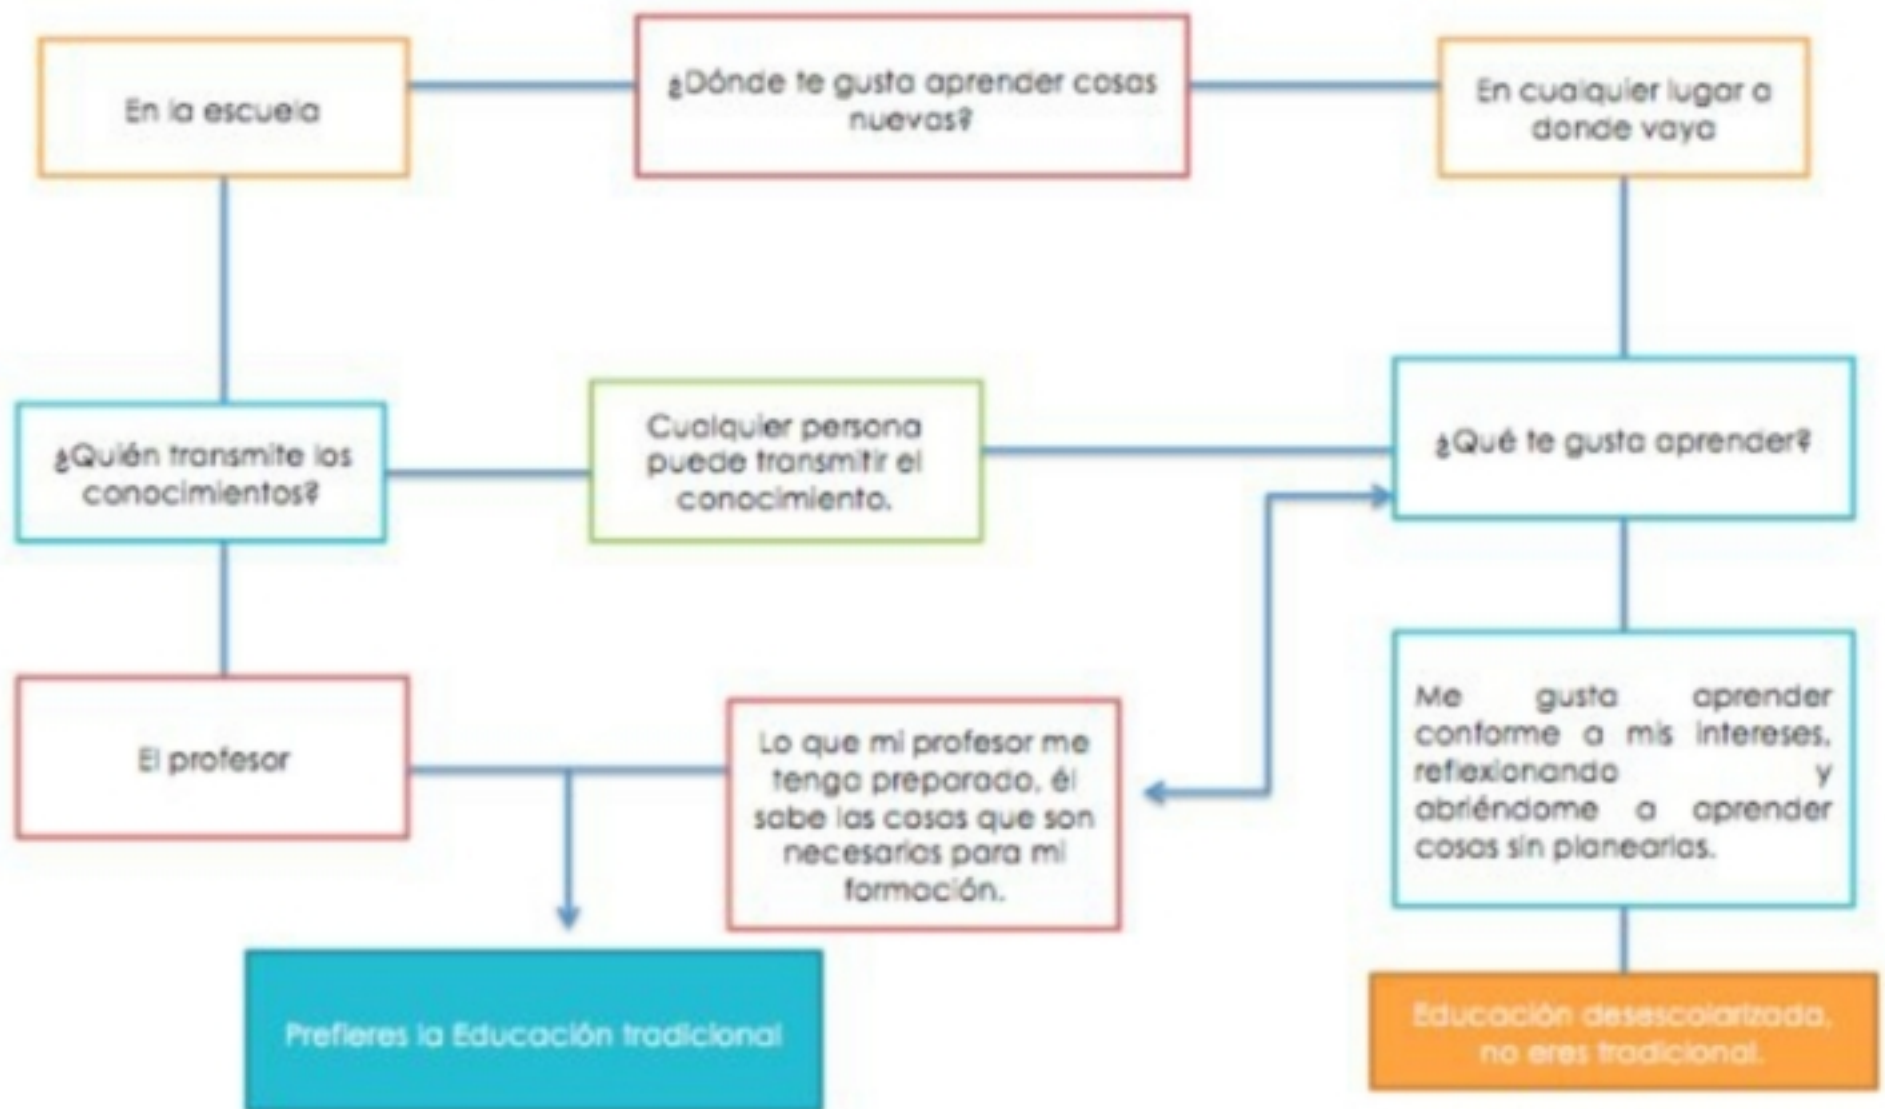 En la escuela
¿Dónde te gusta aprender cosas
nuevas?
En cualquier lugar a
donde vaya
¿Quién transmite los
conocimientos?
Cualquier persona
puede transmitir el
conocimiento.
¿Qué te gusta aprender?
El profesor
Lo que mi profesor me
tenga preparado, él
sabe las cosas que son
necesarias para mi
formación.
Me gusta aprender
conforme a mis intereses,
reflexionando y
abriéndome a aprender
cosas sin planearlas.
Prefieres la Educación tradicional
Educación desescolarizada,
no eres tradicional.